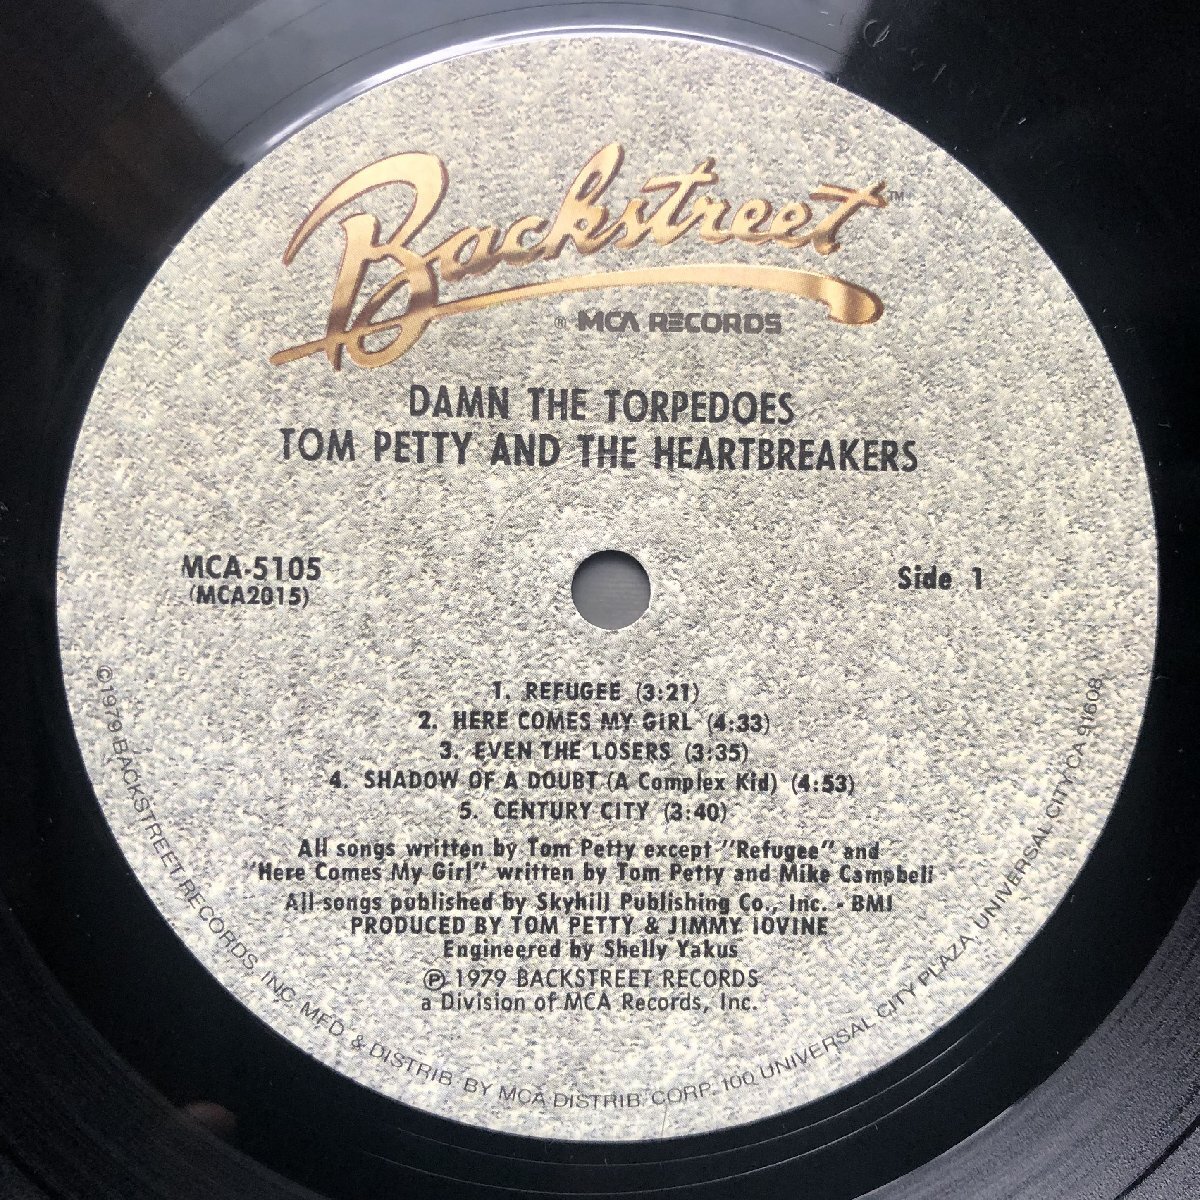 Backstreet™
® MCA RECORDS
DAMN THE TORPEDOES
TOM PETTY AND THE HEARTBREAKERS
MCA-5105
(MCA2015)
Side 1
1. REFUGEE (3:21)
2. HERE COMES MY GIRL (4:33)
3. EVEN THE LOSERS (3:35)
4. SHADOW OF A DOUBT (A Complex Kid) (4:53)
5. CENTURY CITY (3:40)
All songs written by Tom Petty except "Refugee" and
"Here Comes My Girl" written by Tom Petty and Mike Campbell
All songs published by Skyhill Publishing Co., Inc. - BMI
PRODUCED BY TOM PETTY & JIMMY IOVINE
Engineered by Shelly Yakus
℗ 1979 BACKSTREET RECORDS
a Division of MCA Records, Inc.
©1979 BACKSTREET RECORDS, INC. MFD. & DISTRIB. BY MCA DISTRIB. CORP. 100 UNIVERSAL CITY PLAZA, UNIVERSAL CITY CA 91608